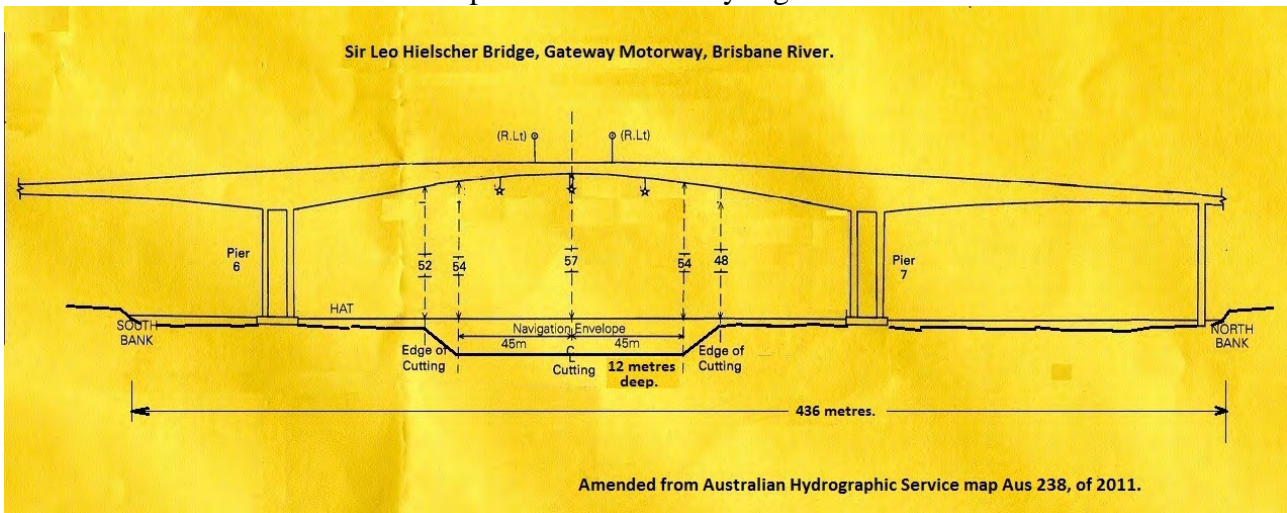 Sir Leo Hielscher Bridge, Gateway Motorway, Brisbane River.
(R.Lt) (R.Lt)
Pier
6
52 54 57 54 48
Pier
7
HAT
SOUTH
BANK
Navigation Envelope
45m 45m
NORTH
BANK
Edge of
Cutting
C
L
Cutting
12 metres
deep.
Edge of
Cutting
436 metres.
Amended from Australian Hydrographic Service map Aus 238, of 2011.